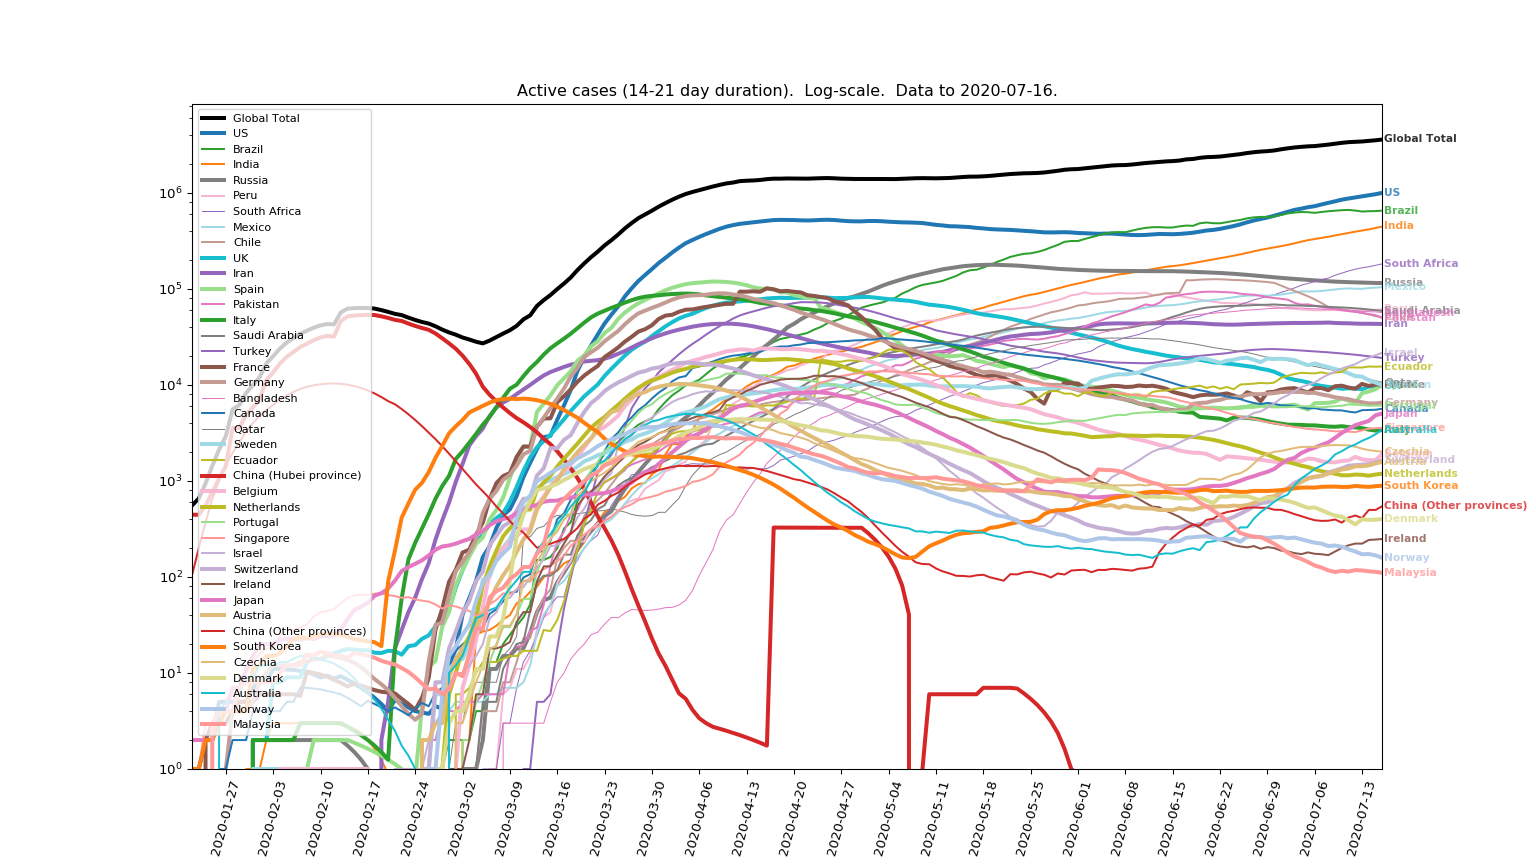 Active cases (14-21 day duration).  Log-scale.  Data to 2020-07-16.
Global Total
US
Brazil
India
Russia
Peru
South Africa
Mexico
Chile
UK
Iran
Spain
Pakistan
Italy
Saudi Arabia
Turkey
France
Germany
Bangladesh
Canada
Qatar
Sweden
Ecuador
China (Hubei province)
Belgium
Netherlands
Portugal
Singapore
Israel
Switzerland
Ireland
Japan
Austria
China (Other provinces)
South Korea
Czechia
Denmark
Australia
Norway
Malaysia
10^6
10^5
10^4
10^3
10^2
10^1
10^0
2020-01-27
2020-02-03
2020-02-10
2020-02-17
2020-02-24
2020-03-02
2020-03-09
2020-03-16
2020-03-23
2020-03-30
2020-04-06
2020-04-13
2020-04-20
2020-04-27
2020-05-04
2020-05-11
2020-05-18
2020-05-25
2020-06-01
2020-06-08
2020-06-15
2020-06-22
2020-06-29
2020-07-06
2020-07-13
Global Total
US
Brazil
India
South Africa
Russia
Mexico
Saudi Arabia
Pakistan
Iran
Israel
Turkey
Ecuador
Qatar
Germany
Canada
Japan
Singapore
Australia
Czechia
Switzerland
Austria
Netherlands
South Korea
China (Other provinces)
Denmark
Ireland
Norway
Malaysia